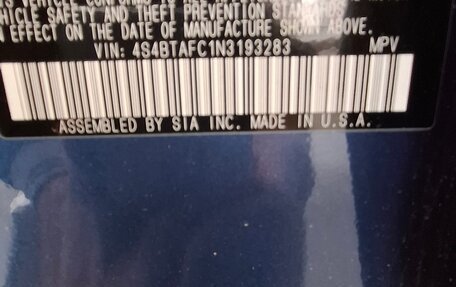 VEHICLE SAFETY AND THEFT PREVENTION
IN EFFECT ON THE DATE OF MANUFACTURE SHOWN ABOVE.
VIN: 4S4BTAFC1N3193283 MPV
ASSEMBLED BY SIA INC. MADE IN U.S.A.